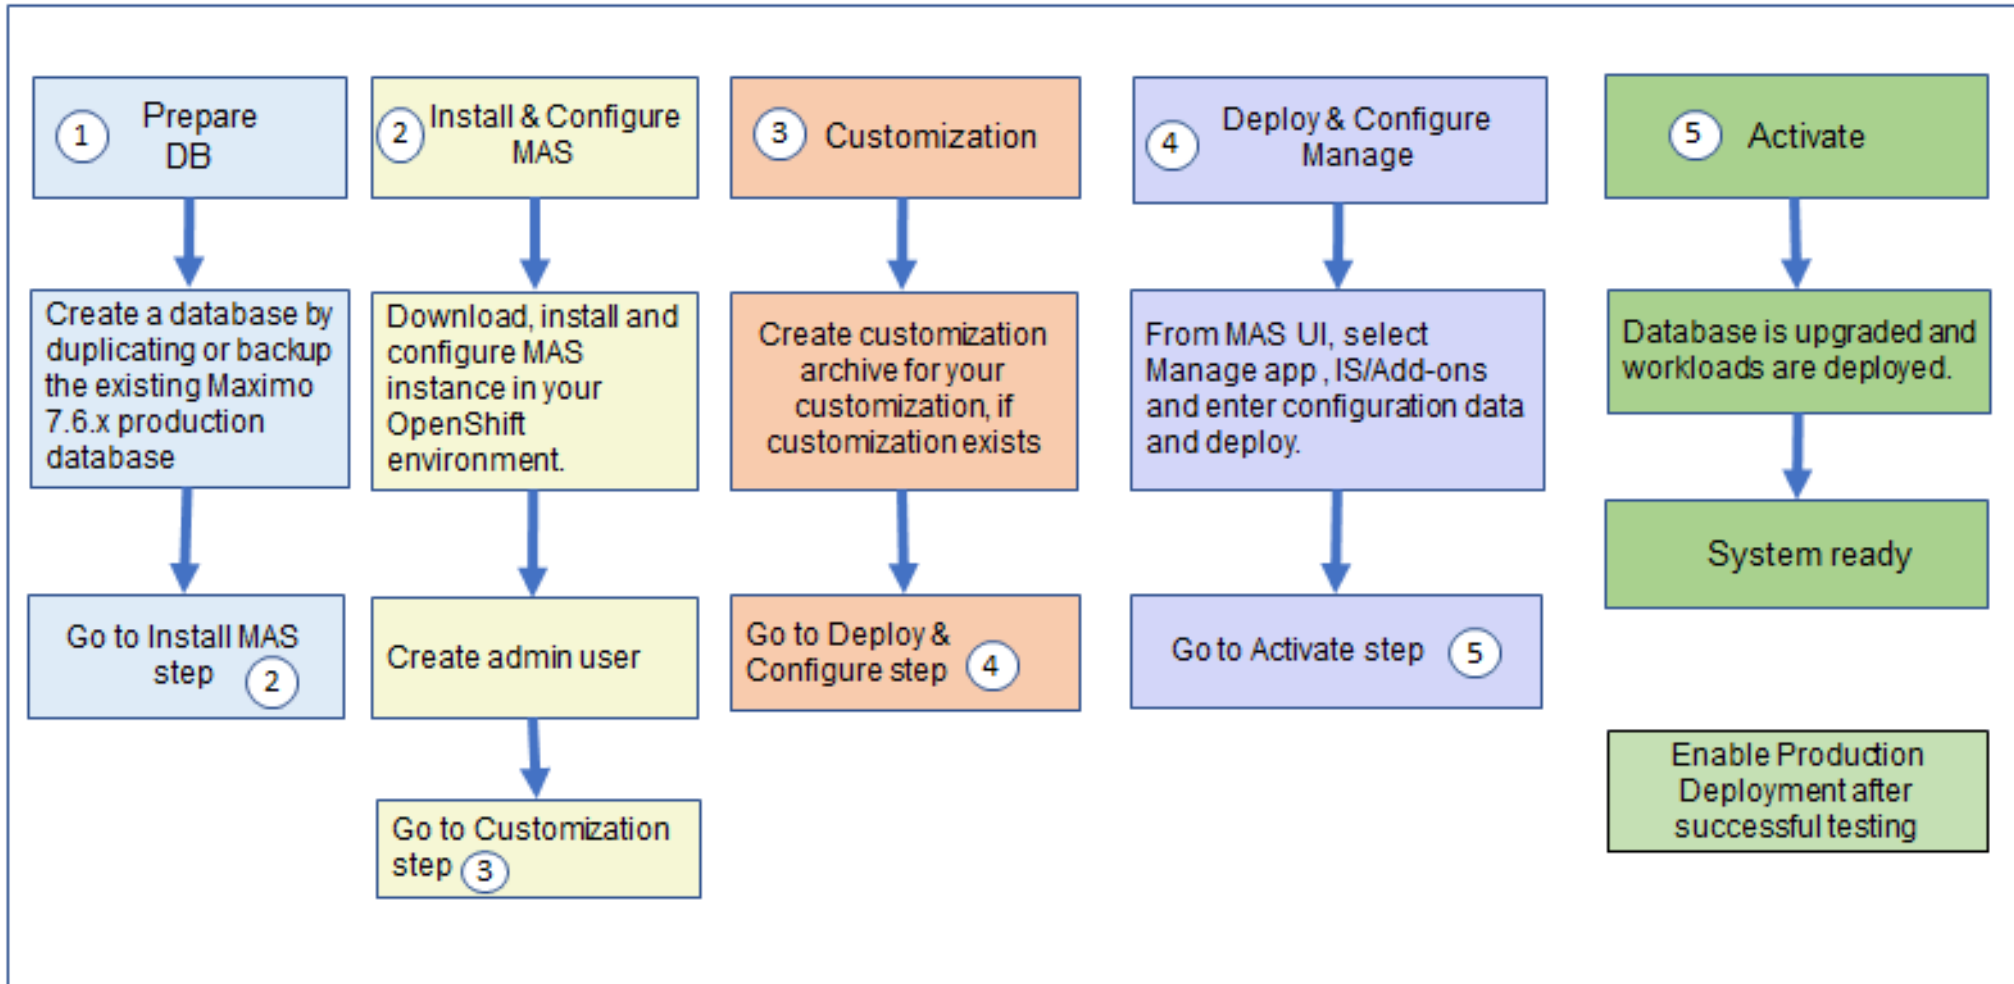 1
Prepare
DB
Create a database by
duplicating or backup
the existing Maximo
7.6.x production
database
Go to Install MAS
step 2
2
Install & Configure
MAS
Download, install and
configure MAS
instance in your
OpenShift
environment.
Create admin user
Go to Customization
step 3
3 Customization
Create customization
archive for your
customization, if
customization exists
Go to Deploy &
Configure step 4
4
Deploy & Configure
Manage
From MAS UI, select
Manage app , IS/Add-ons
and enter configuration data
and deploy.
Go to Activate step 5
5 Activate
Database is upgraded and
workloads are deployed.
System ready
Enable Production
Deployment after
successful testing